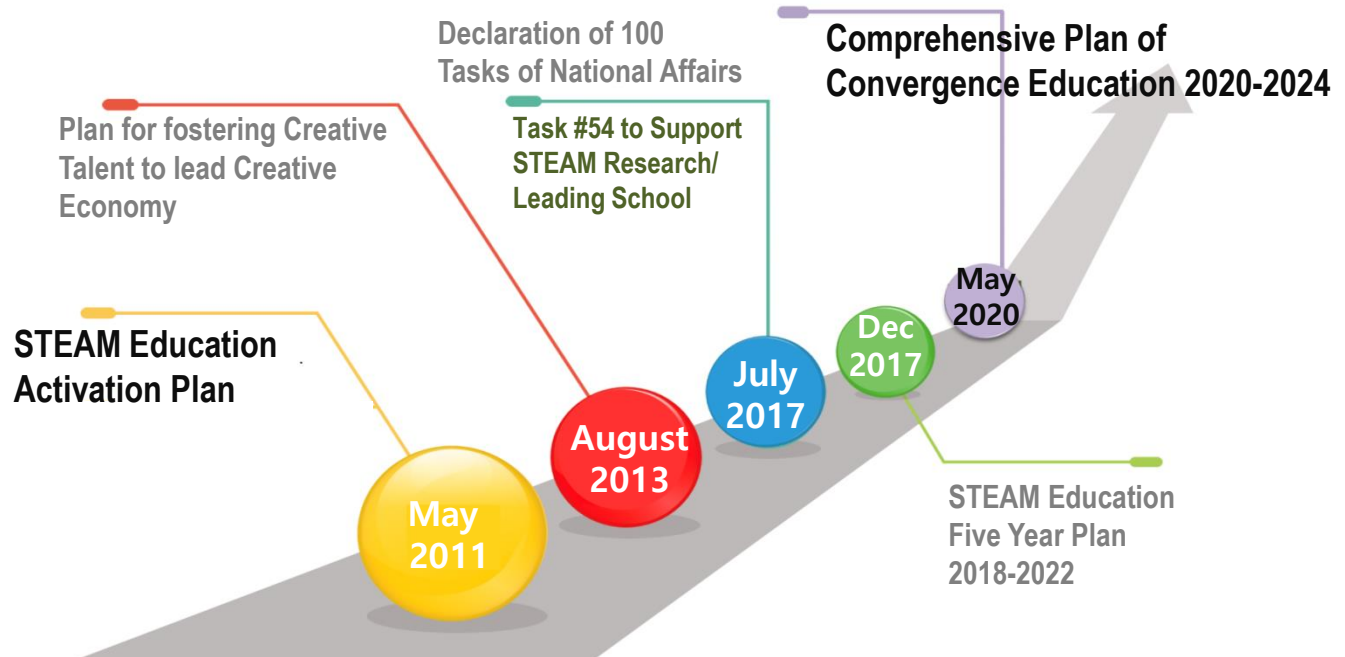 Declaration of 100
Tasks of National Affairs
Comprehensive Plan of
Convergence Education 2020-2024
Plan for fostering Creative
Talent to lead Creative
Economy
Task #54 to Support
STEAM Research/
Leading School
STEAM Education
Activation Plan
May
2020
Dec
2017
July
2017
August
2013
May
2011
STEAM Education
Five Year Plan
2018-2022